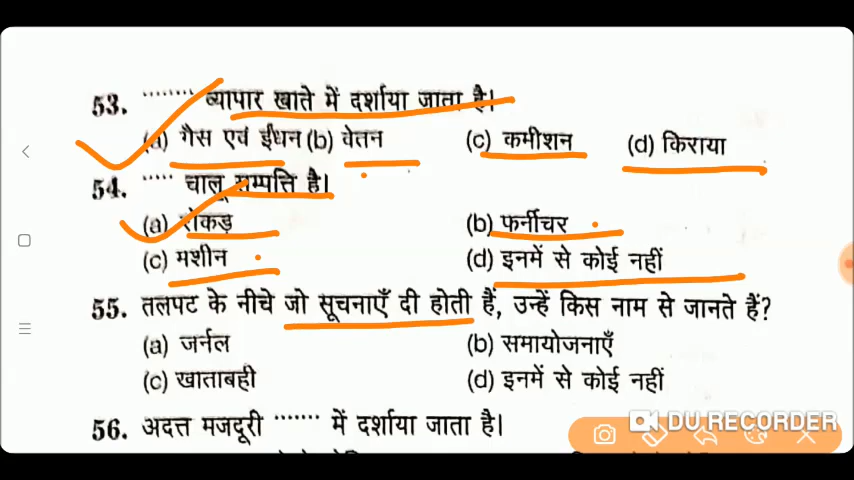 53. ........ व्यापार खाते में दर्शाया जाता है।
(a) गैस एवं ईंधन (b) वेतन (c) कमीशन (d) किराया
54. ..... चालू सम्पत्ति है।
(a) रोकड़ (b) फर्नीचर
(c) मशीन (d) इनमें से कोई नहीं
55. तलपट के नीचे जो सूचनाएँ दी होती हैं, उन्हें किस नाम से जानते हैं?
(a) जर्नल (b) समायोजनाएँ
(c) खाताबही (d) इनमें से कोई नहीं
56. अदत्त मजदूरी ....... में दर्शाया जाता है।
DU RECORDER